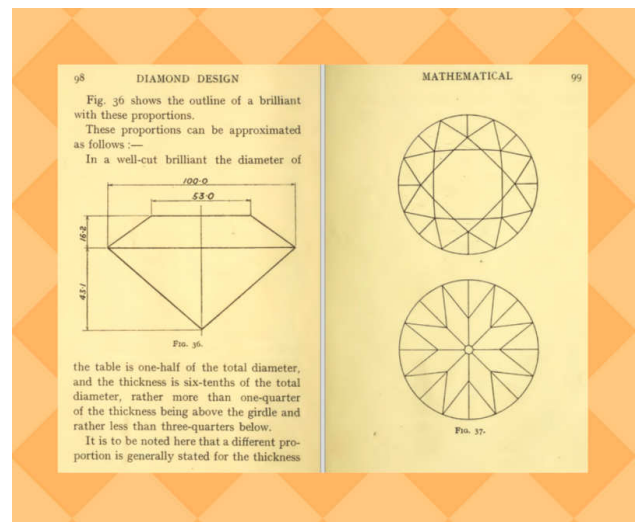 98 DIAMOND DESIGN
Fig. 36 shows the outline of a brilliant
with these proportions.
These proportions can be approximated
as follows :—
In a well-cut brilliant the diameter of
100·0
53·0
16·2
43·1
Fig. 36.
the table is one-half of the total diameter,
and the thickness is six-tenths of the total
diameter, rather more than one-quarter
of the thickness being above the girdle and
rather less than three-quarters below.
It is to be noted here that a different pro-
portion is generally stated for the thickness
MATHEMATICAL 99
Fig. 37.